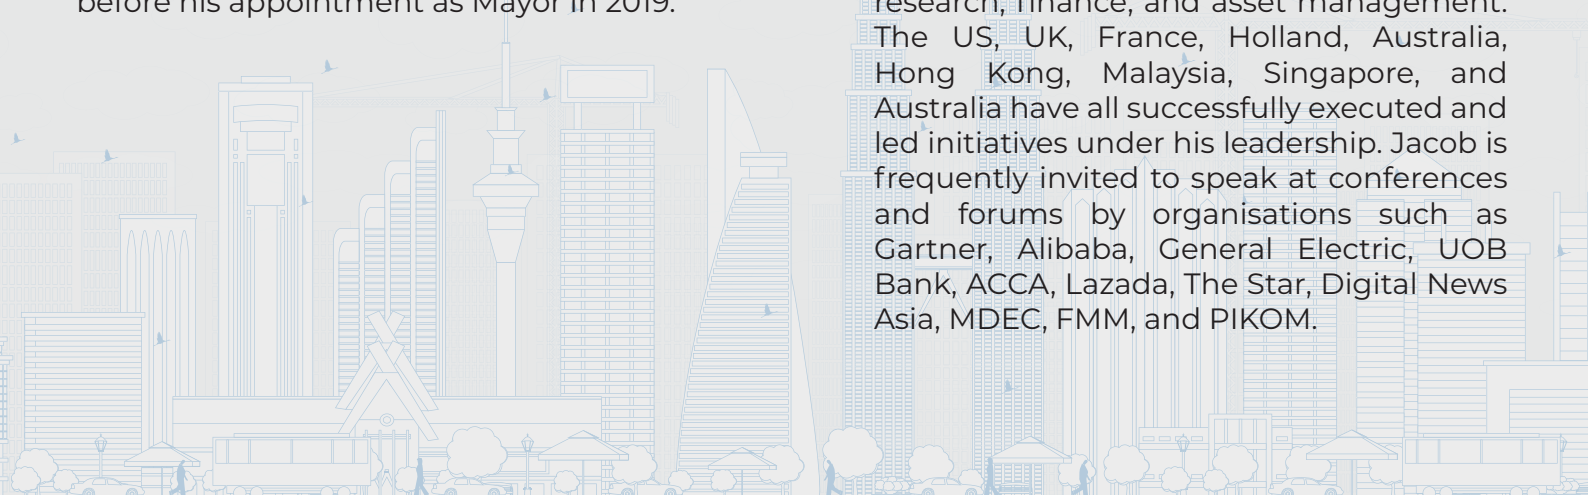 before his appointment as Mayor in 2019.
research, finance, and asset management.
The US, UK, France, Holland, Australia,
Hong Kong, Malaysia, Singapore, and
Australia have all successfully executed and
led initiatives under his leadership. Jacob is
frequently invited to speak at conferences
and forums by organisations such as
Gartner, Alibaba, General Electric, UOB
Bank, ACCA, Lazada, The Star, Digital News
Asia, MDEC, FMM, and PIKOM.